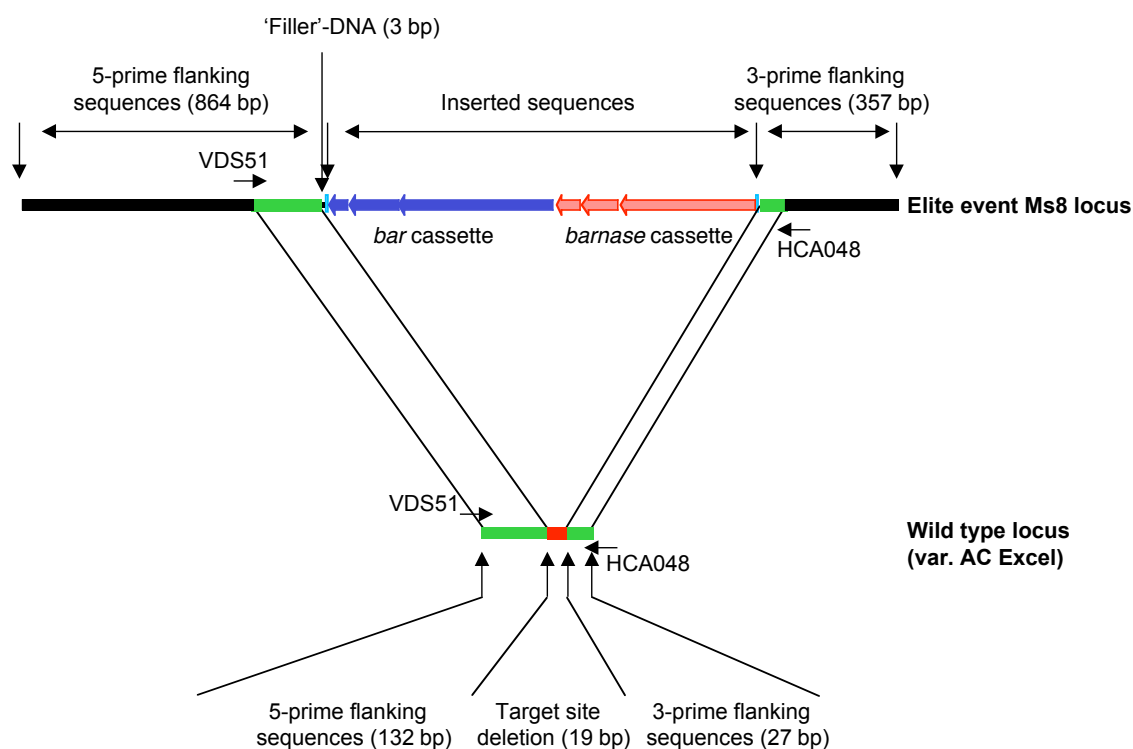 ‘Filler’-DNA (3 bp)
5-prime flanking
sequences (864 bp)
Inserted sequences
3-prime flanking
sequences (357 bp)
VDS51
Elite event Ms8 locus
bar cassette
barnase cassette
HCA048
VDS51
Wild type locus
(var. AC Excel)
HCA048
5-prime flanking
sequences (132 bp)
Target site
deletion (19 bp)
3-prime flanking
sequences (27 bp)